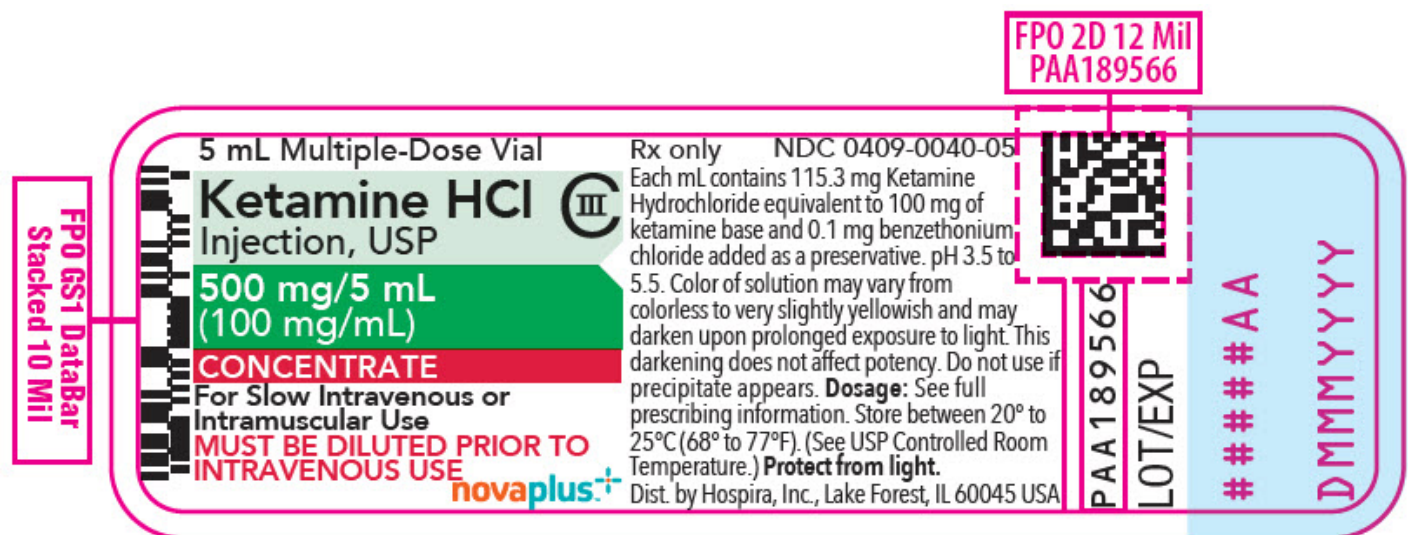 FPO 2D 12 Mil
PAA189566
FPO GS1 DataBar
Stacked 10 Mil
5 mL Multiple-Dose Vial
Ketamine HCl CIII
Injection, USP
500 mg/5 mL
(100 mg/mL)
CONCENTRATE
For Slow Intravenous or
Intramuscular Use
MUST BE DILUTED PRIOR TO
INTRAVENOUS USE
novaplus
Rx only NDC 0409-0040-05
Each mL contains 115.3 mg Ketamine
Hydrochloride equivalent to 100 mg of
ketamine base and 0.1 mg benzethonium
chloride added as a preservative. pH 3.5 to
5.5. Color of solution may vary from
colorless to very slightly yellowish and may
darken upon prolonged exposure to light. This
darkening does not affect potency. Do not use if
precipitate appears. Dosage: See full
prescribing information. Store between 20° to
25°C (68° to 77°F). (See USP Controlled Room
Temperature.) Protect from light.
Dist. by Hospira, Inc., Lake Forest, IL 60045 USA
PAA189566
LOT/EXP
#####AA
DMMMYYYY